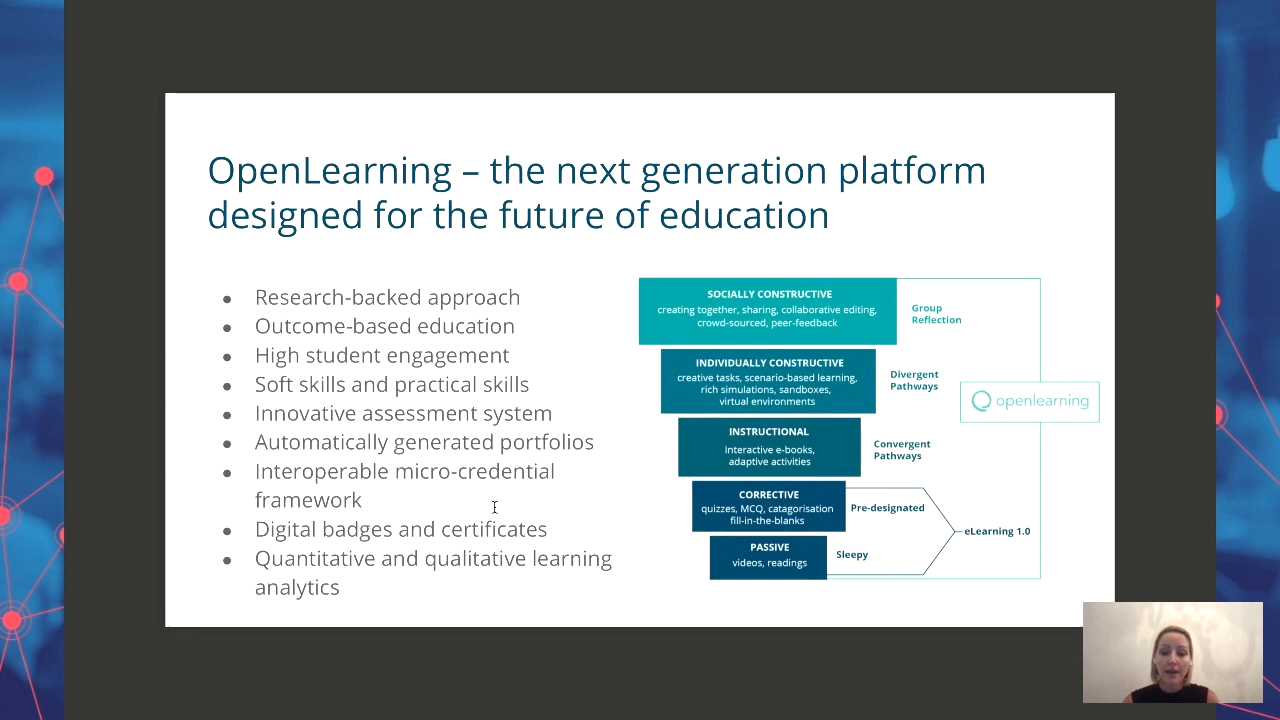 OpenLearning – the next generation platform
designed for the future of education
● Research-backed approach
● Outcome-based education
● High student engagement
● Soft skills and practical skills
● Innovative assessment system
● Automatically generated portfolios
● Interoperable micro-credential
framework
● Digital badges and certificates
● Quantitative and qualitative learning
analytics
SOCIALLY CONSTRUCTIVE
creating together, sharing, collaborative editing,
crowd-sourced, peer-feedback
Group
Reflection
INDIVIDUALLY CONSTRUCTIVE
creative tasks, scenario-based learning,
rich simulations, sandboxes,
virtual environments
Divergent
Pathways
openlearning
INSTRUCTIONAL
Interactive e-books,
adaptive activities
Convergent
Pathways
CORRECTIVE
quizzes, MCQ, catagorisation
fill-in-the-blanks
Pre-designated
eLearning 1.0
PASSIVE
videos, readings
Sleepy